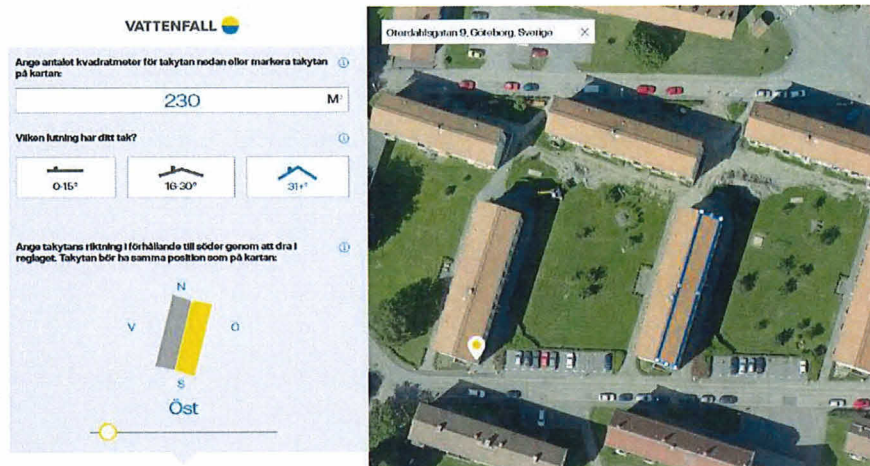 VATTENFALL
Ange antalet kvadratmeter för takytan nedan eller markera takytan
på kartan:
230 M²
Vilken lutning har ditt tak?
0-15° 16-30° 31+°
Ange takytans riktning i förhållande till söder genom att dra i
reglaget. Takytan bör ha samma position som på kartan:
N
V Ö
S
Öst
Oterdahlsgatan 9, Göteborg, Sverige